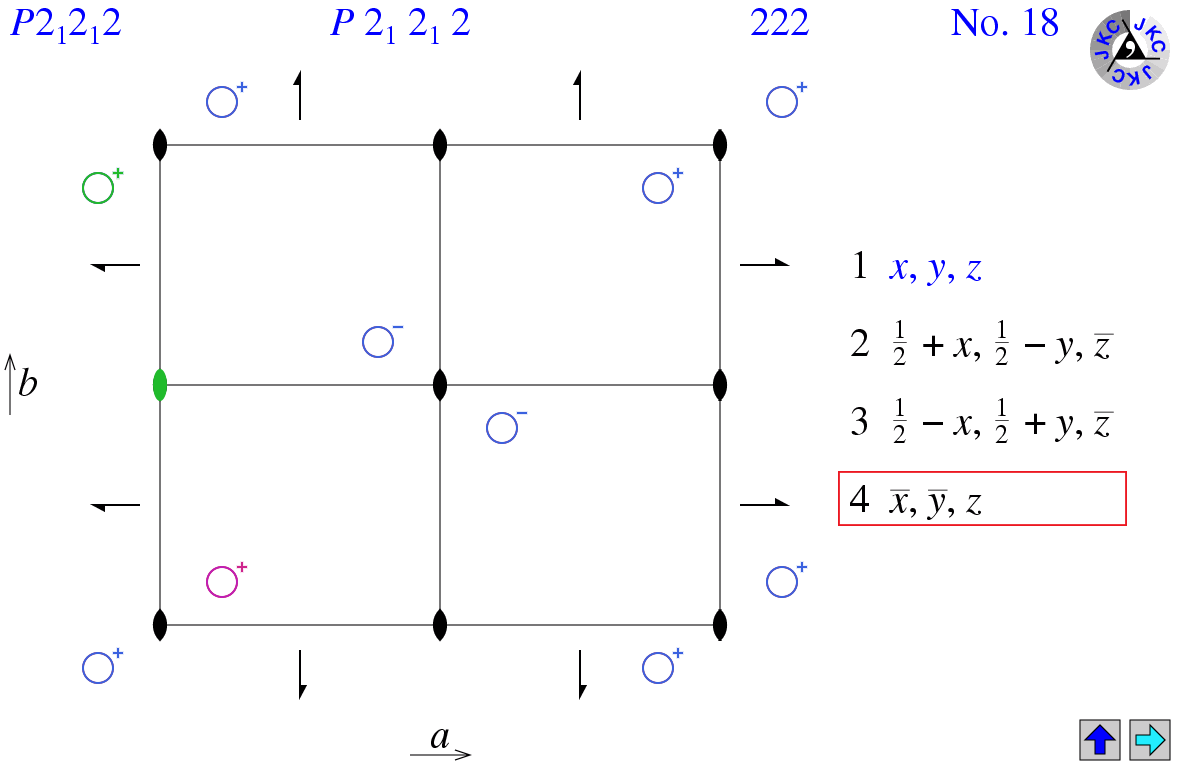 P2₁2₁2 P 2₁ 2₁ 2 222 No. 18
JKC JKC JKC
+ +
+ +
1 x, y, z
− 2 ½ + x, ½ − y, z̅
b
− 3 ½ − x, ½ + y, z̅
4 x̅, y̅, z
+ +
+ +
a